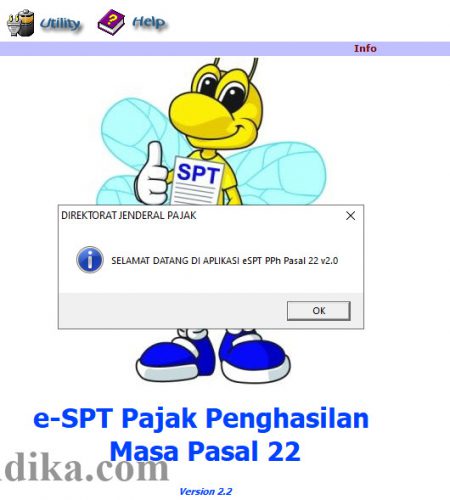 Utility Help
Info
SPT
DIREKTORAT JENDERAL PAJAK
SELAMAT DATANG DI APLIKASI eSPT PPh Pasal 22 v2.0
OK
e-SPT Pajak Penghasilan
Masa Pasal 22
dika.com
Version 2.2